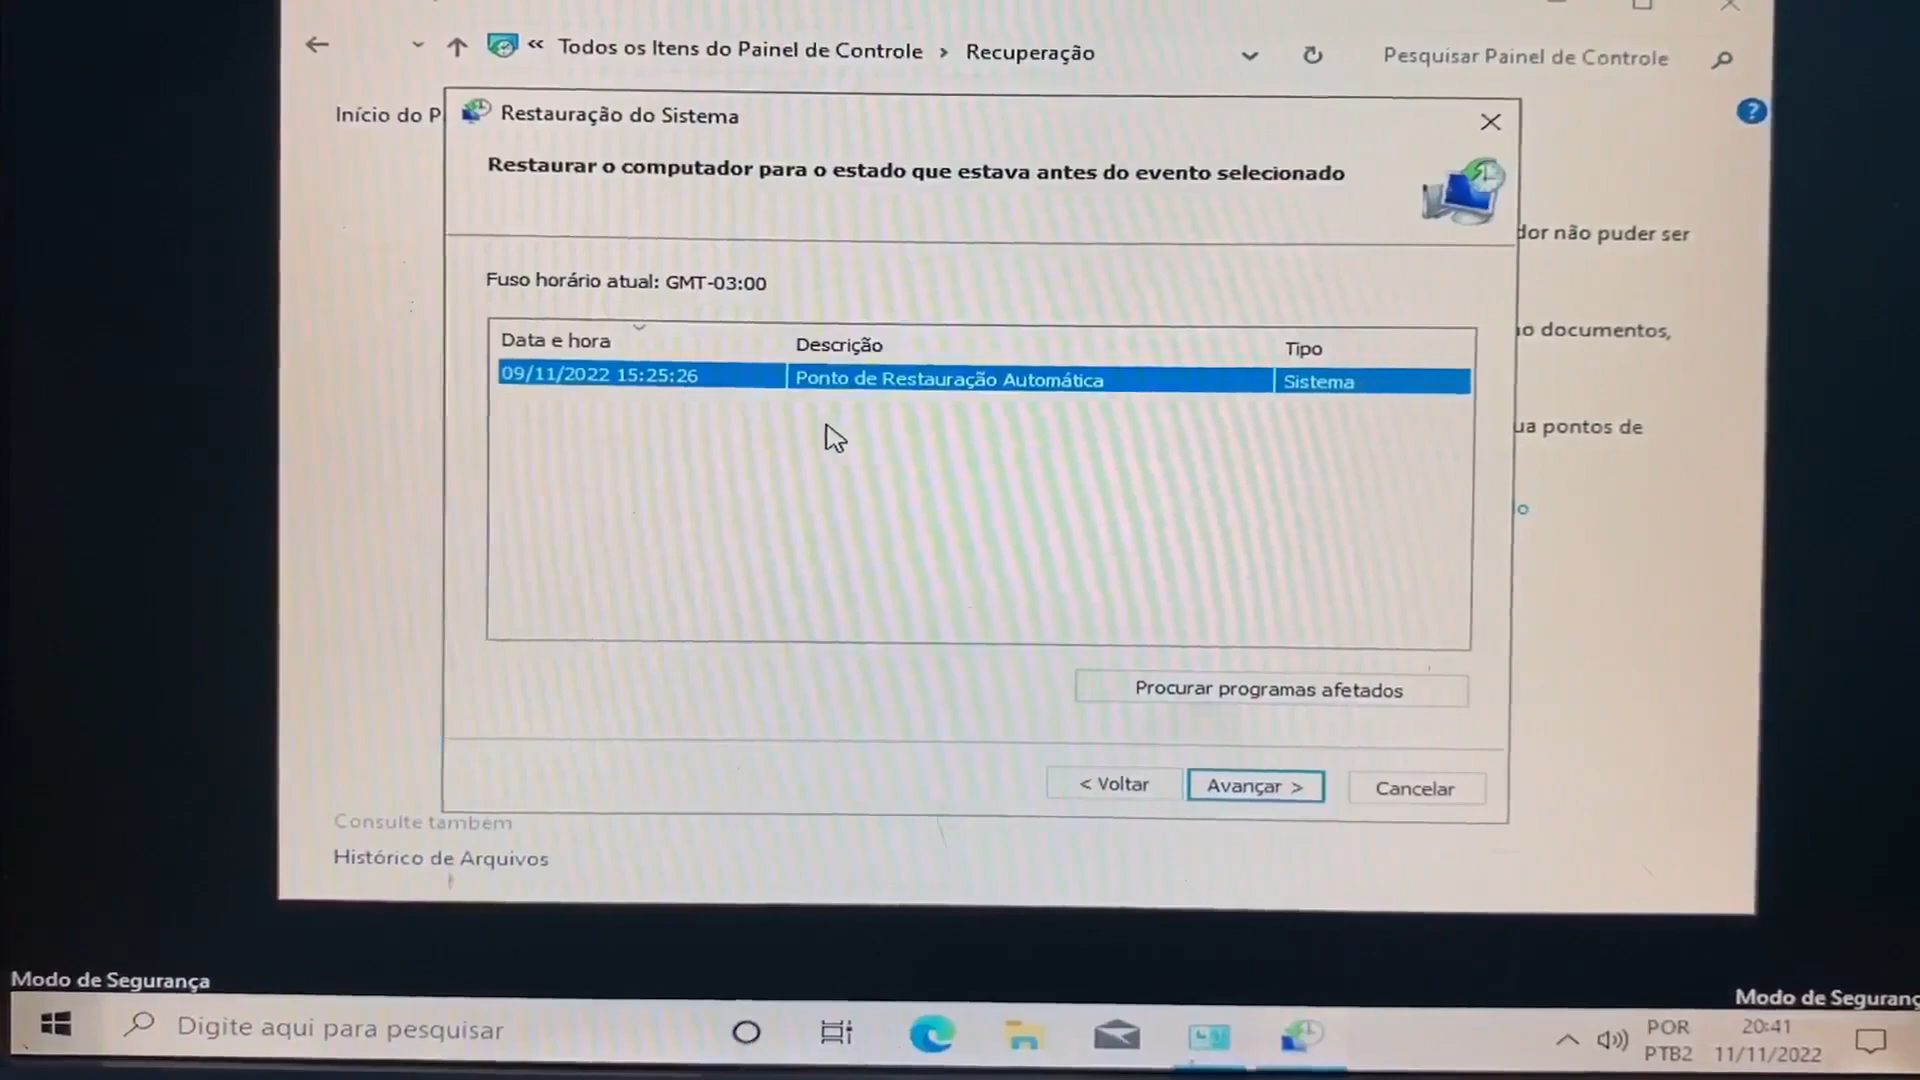 « Todos os Itens do Painel de Controle › Recuperação
Pesquisar Painel de Controle
Início do P
Restauração do Sistema
?
Restaurar o computador para o estado que estava antes do evento selecionado
dor não puder ser
Fuso horário atual: GMT-03:00
o documentos,
Data e hora
Descrição
Tipo
09/11/2022 15:25:26
Ponto de Restauração Automática
Sistema
ua pontos de
o
Procurar programas afetados
< Voltar
Avançar >
Cancelar
Consulte também
Histórico de Arquivos
Modo de Segurança
Modo de Seguranç
Digite aqui para pesquisar
POR
PTB2
20:41
11/11/2022